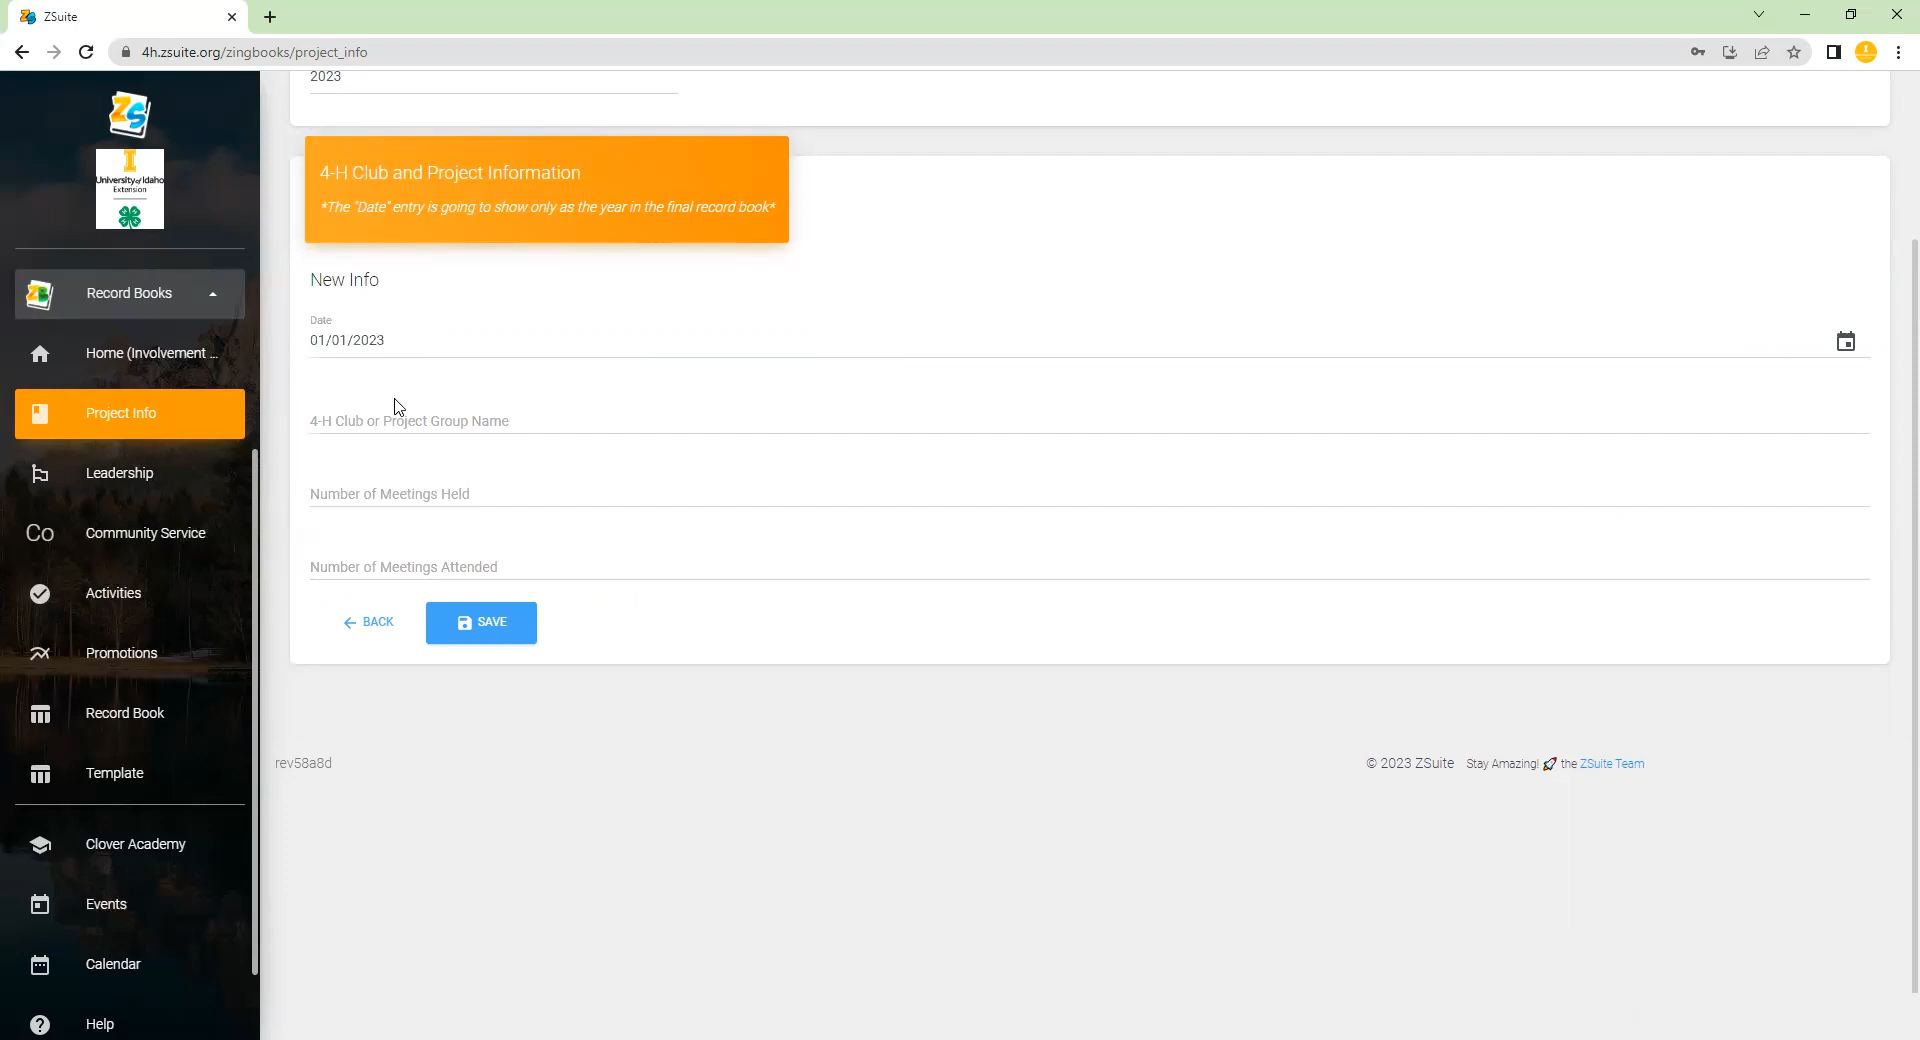 ZSuite
4h.zsuite.org/zingbooks/project_info
2023
University of Idaho
Extension
4-H Club and Project Information
*The "Date" entry is going to show only as the year in the final record book*
New Info
Date
01/01/2023
4-H Club or Project Group Name
Number of Meetings Held
Number of Meetings Attended
BACK
SAVE
Record Books
Home (Involvement ...
Project Info
Leadership
Co
Community Service
Activities
Promotions
Record Book
Template
Clover Academy
Events
Calendar
Help
rev58a8d
© 2023 ZSuite Stay Amazing! the ZSuite Team